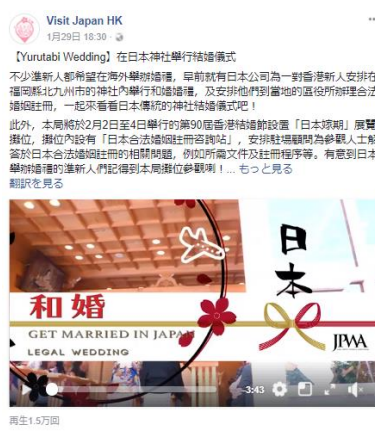 Visit Japan HK
1月29日 18:30
【Yurutabi Wedding】在日本神社舉行結婚儀式
不少準新人都希望在海外舉辦婚禮，早前就有日本公司為一對香港新人安排在
福岡縣北九州市的神社內舉行和婚婚禮，及安排他們到當地的區役所辦理合法
婚姻註冊，一起來看看日本傳統的神社結婚儀式吧！
此外，本局將於2月2日至4日舉行的第90屆香港結婚節設置「日本嫁期」展覽
攤位，攤位內設有「日本合法婚姻註冊咨詢站」，安排駐場顧問為參觀人士解
答於日本合法婚姻註冊的相關問題，例如所需文件及註冊程序等。有意到日本
舉辦婚禮的準新人們記得到本局攤位參觀喇！... もっと見る
翻訳を見る
日本
和婚
GET MARRIED IN JAPAN
LEGAL WEDDING
JPWA
-3:43
再生1.5万回